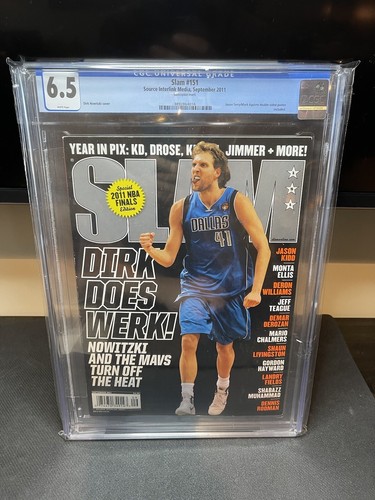 CGC UNIVERSAL GRADE
6.5
Slam #151
Source Interlink Media, September 2011
YEAR IN PIX: KD, DROSE, K JIMMER + MORE!
SLAM
Special
2011 NBA
FINALS
Edition
DALLAS
41
DIRK
DOES
WERK!
NOWITZKI
AND THE MAVS
TURN OFF
THE HEAT
JASON
KIDD
MONTA
ELLIS
DERON
WILLIAMS
JEFF
TEAGUE
DEMAR
DEROZAN
MARIO
CHALMERS
SHAUN
LIVINGSTON
GORDON
HAYWARD
LANDRY
FIELDS
SHABAZZ
MUHAMMAD
DENNIS
RODMAN